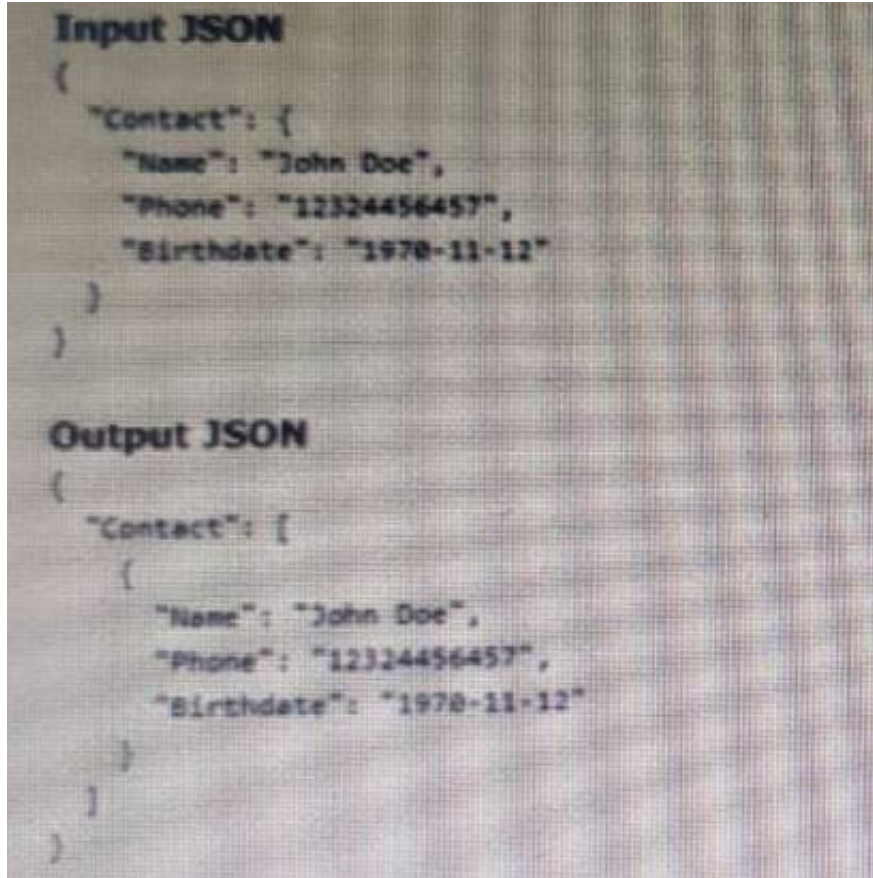 Input JSON
{
"Contact": {
"Name": "John Doe",
"Phone": "12324456457",
"Birthdate": "1970-11-12"
}
}
Output JSON
{
"Contact": [
{
"Name": "John Doe",
"Phone": "12324456457",
"Birthdate": "1970-11-12"
}
]
}